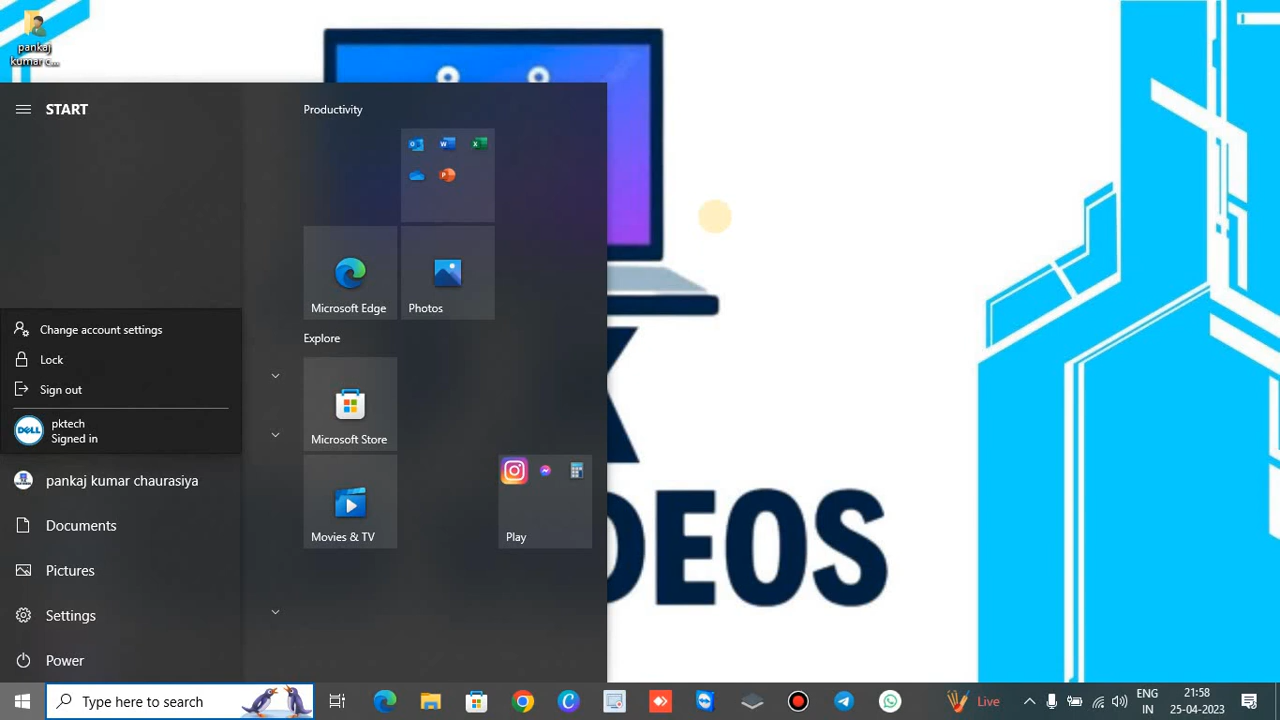 pankaj
kumar c...
START
Productivity
Microsoft Edge
Photos
Explore
Microsoft Store
Movies & TV
Play
Change account settings
Lock
Sign out
DELL
pktech
Signed in
pankaj kumar chaurasiya
Documents
Pictures
Settings
Power
DEOS
Type here to search
Live
ENG
IN
21:58
25-04-2023